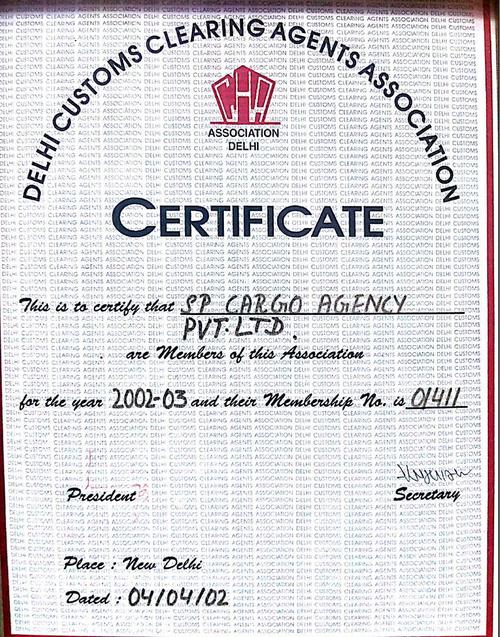 DELHI CUSTOMS CLEARING AGENTS ASSOCIATION
CHA
ASSOCIATION
DELHI
CERTIFICATE
This is to certify that SP CARGO AGENCY
PVT. LTD.
are Members of this Association
for the year 2002-03 and their Membership No. is 0/411
President
Secretary
Place : New Delhi
Dated : 04/04/02